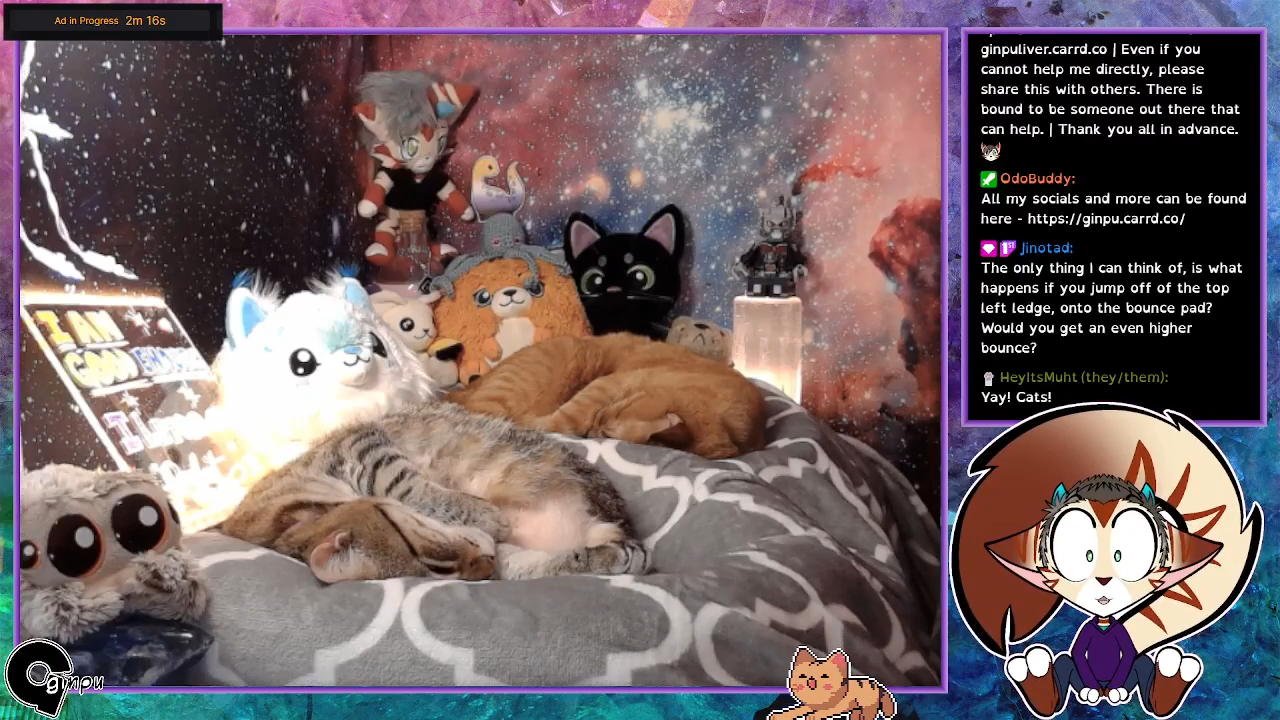 Ad in Progress 2m 16s
ginpuliver.carrd.co | Even if you
cannot help me directly, please
share this with others. There is
bound to be someone out there that
can help. | Thank you all in advance.
OdoBuddy:
All my socials and more can be found
here - https://ginpu.carrd.co/
1ST Jinotad:
The only thing I can think of, is what
happens if you jump off of the top
left ledge, onto the bounce pad?
Would you get an even higher
bounce?
HeyItsMuht (they/them):
Yay! Cats!
I AM
GOOD
ginpu